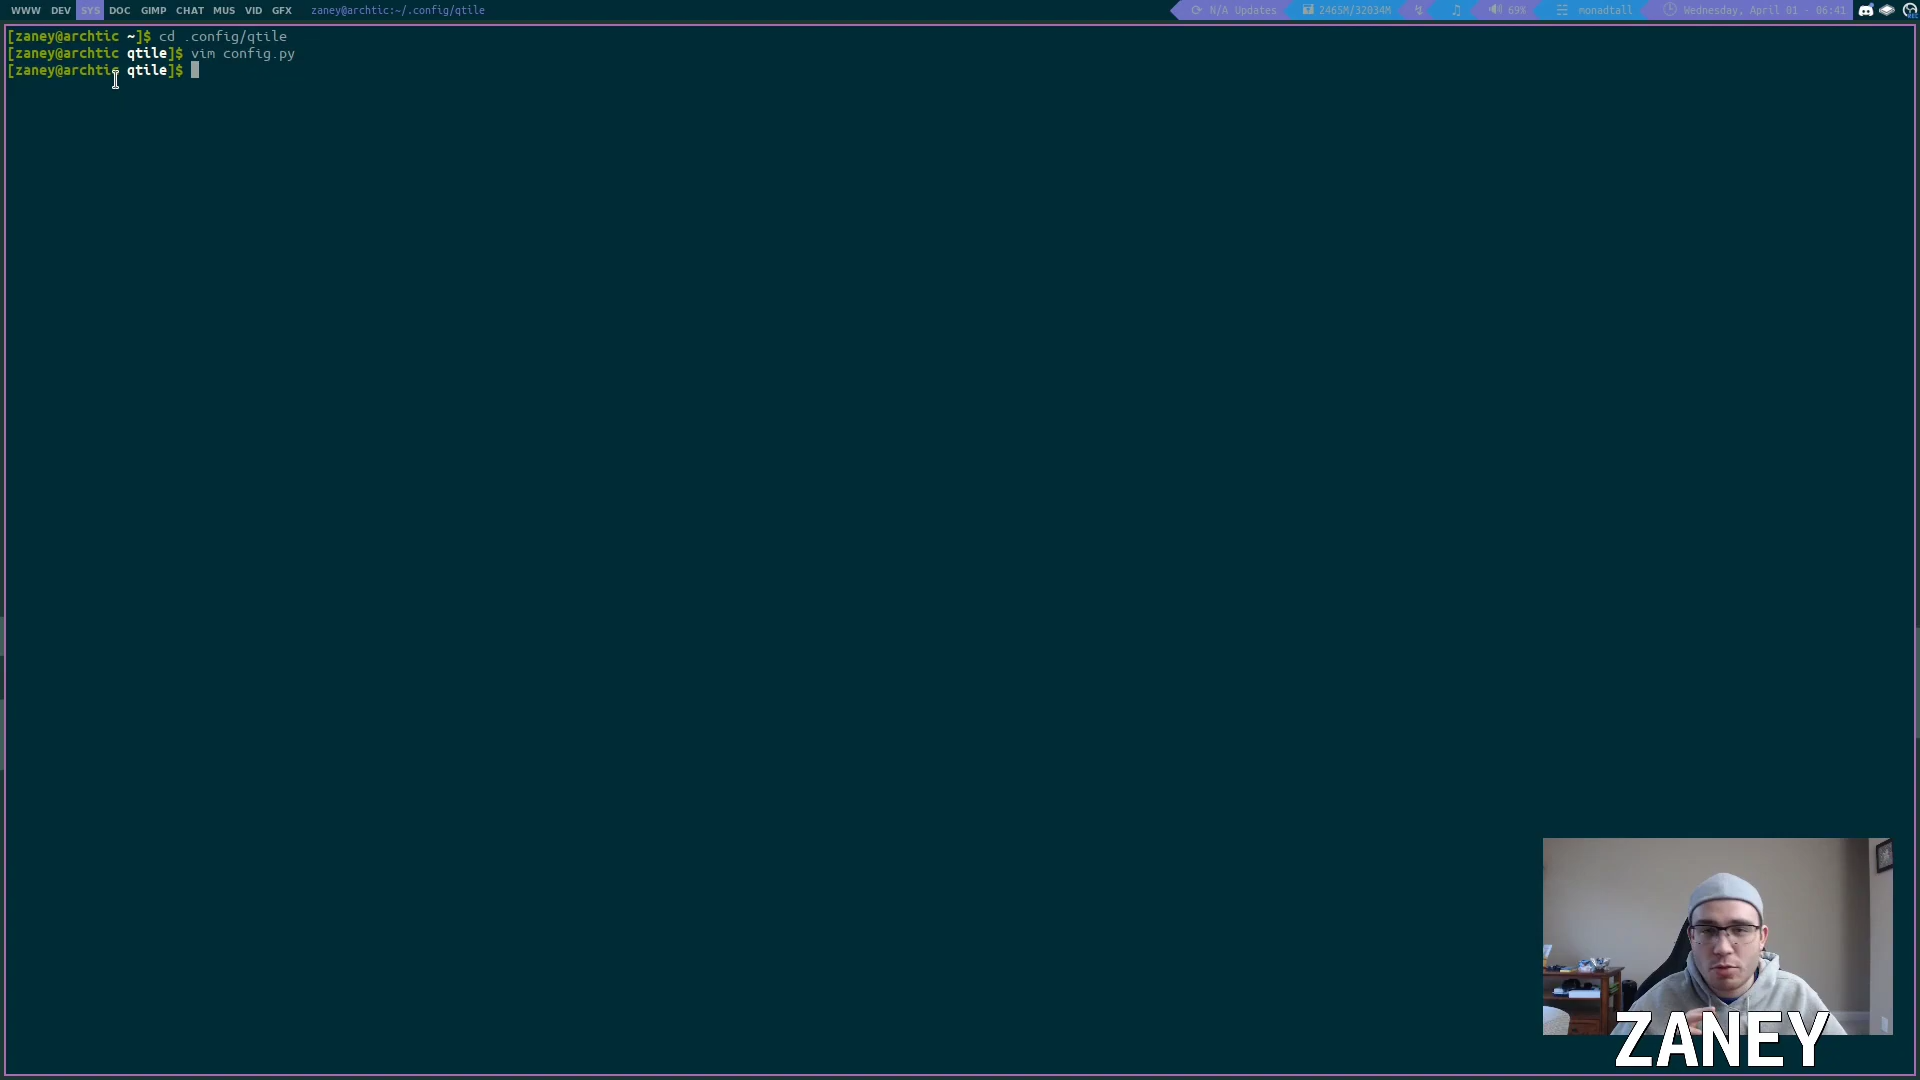 WWW DEV SYS DOC GIMP CHAT MUS VID GFX zaney@archtic:~/.config/qtile N/A Updates 2465M/32034M 69% monadtall Wednesday, April 01 - 06:41
[zaney@archtic ~]$ cd .config/qtile
[zaney@archtic qtile]$ vim config.py
[zaney@archtic qtile]$
ZANEY